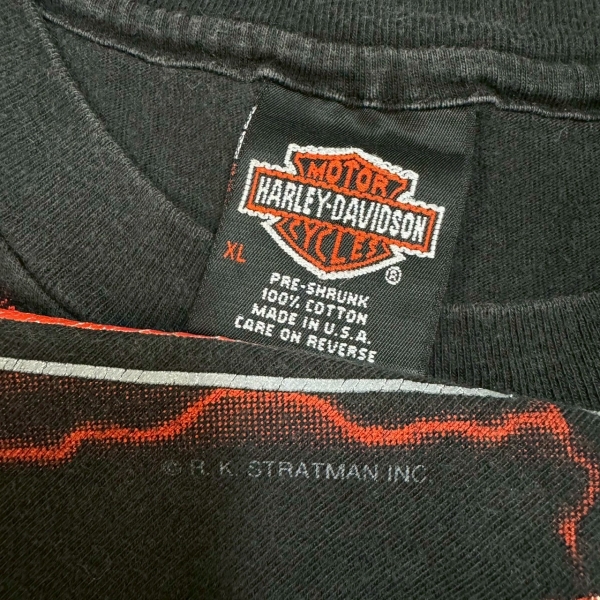 MOTOR
HARLEY-DAVIDSON
CYCLES
®
XL
PRE-SHRUNK
100% COTTON
MADE IN U.S.A.
CARE ON REVERSE
© R. K. STRATMAN INC.